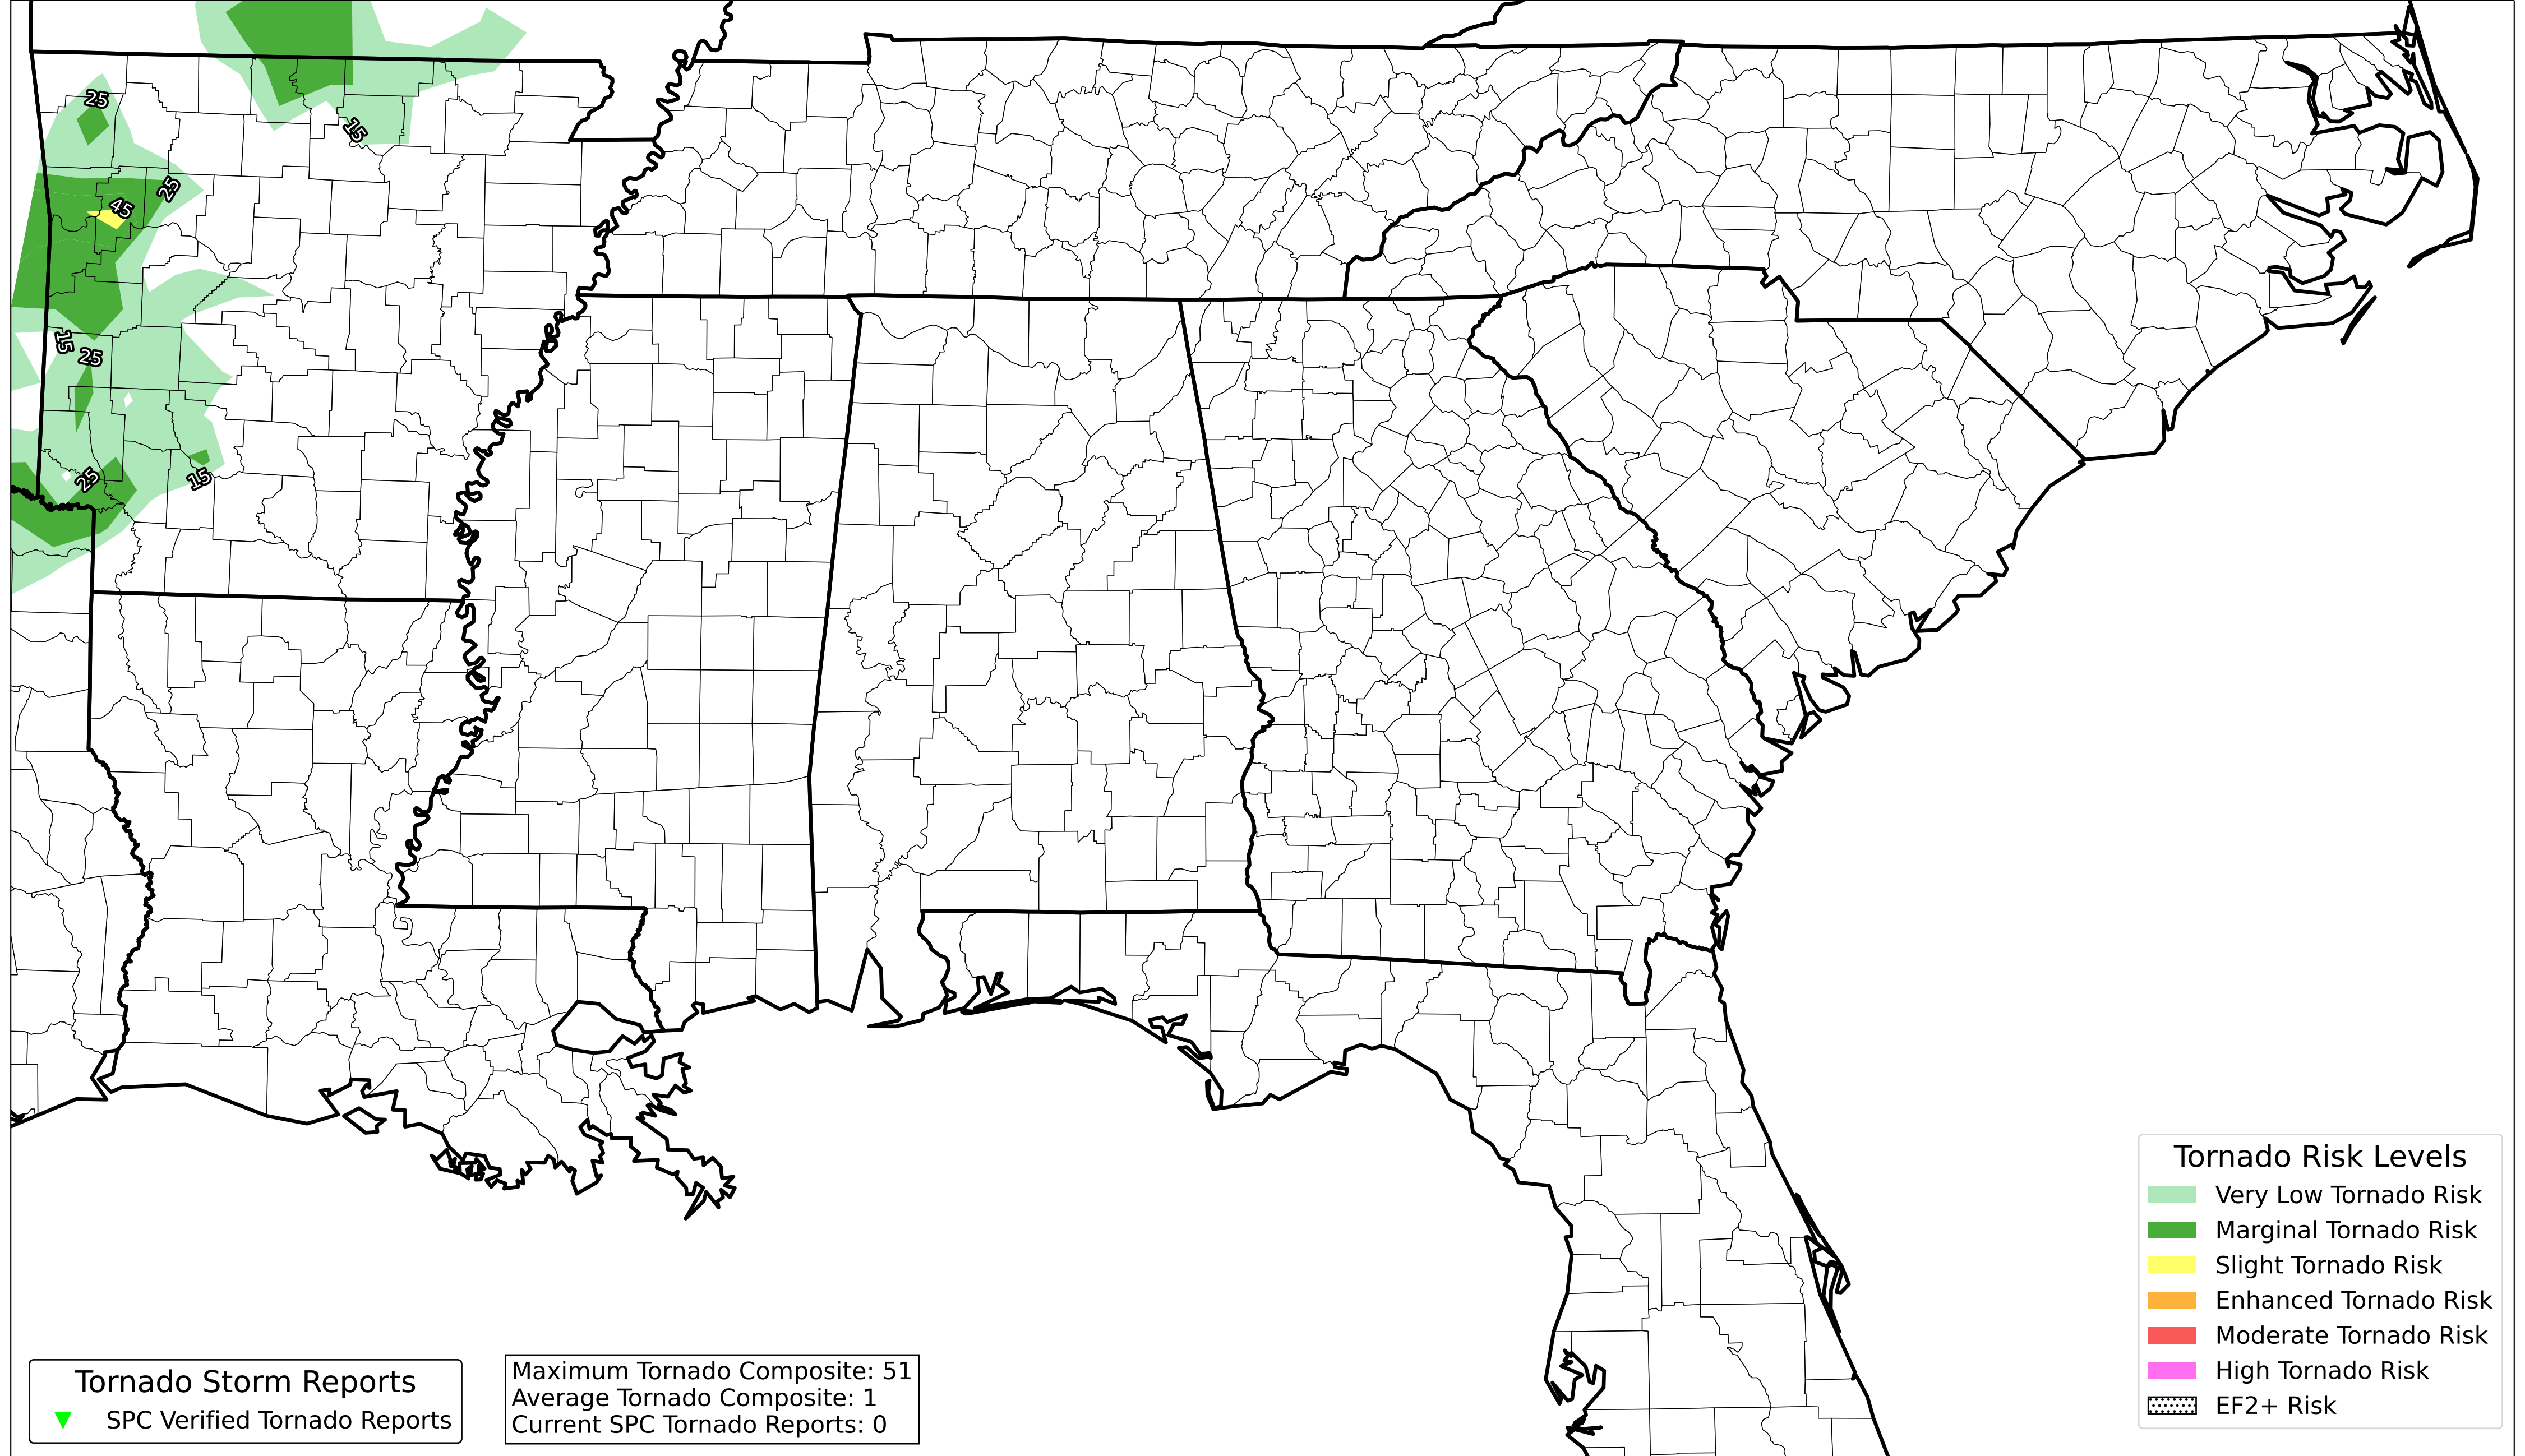 25
15
25
45
15
25
25
15
Tornado Risk Levels
Very Low Tornado Risk
Marginal Tornado Risk
Slight Tornado Risk
Enhanced Tornado Risk
Moderate Tornado Risk
High Tornado Risk
EF2+ Risk
Tornado Storm Reports
SPC Verified Tornado Reports
Maximum Tornado Composite: 51
Average Tornado Composite: 1
Current SPC Tornado Reports: 0